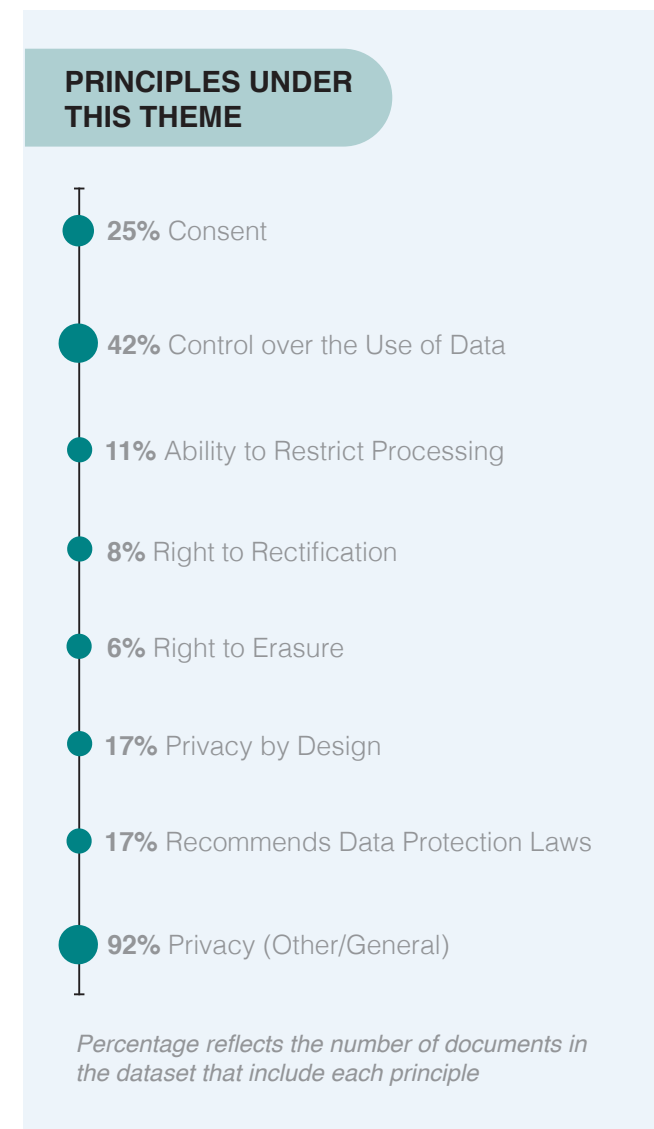 PRINCIPLES UNDER
THIS THEME
25% Consent
42% Control over the Use of Data
11% Ability to Restrict Processing
8% Right to Rectification
6% Right to Erasure
17% Privacy by Design
17% Recommends Data Protection Laws
92% Privacy (Other/General)
Percentage reflects the number of documents in
the dataset that include each principle